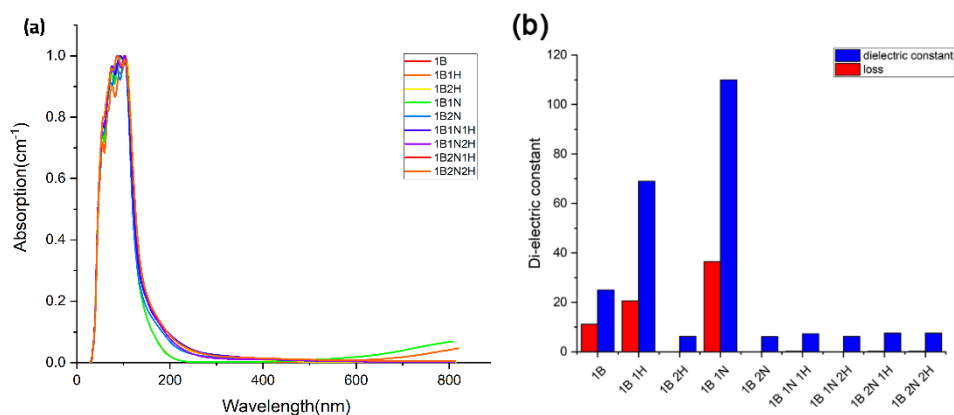 (a)
1B
1B1H
1B2H
1B1N
1B2N
1B1N1H
1B1N2H
1B2N1H
1B2N2H
Absorption(cm-1)
1.0
0.8
0.6
0.4
0.2
0.0
0 200 400 600 800
Wavelength(nm)
(b)
dielectric constant
loss
Di-electric constant
120
100
80
60
40
20
0
1B 1B 1H 1B 2H 1B 1N 1B 2N 1B 1N 1H 1B 1N 2H 1B 2N 1H 1B 2N 2H